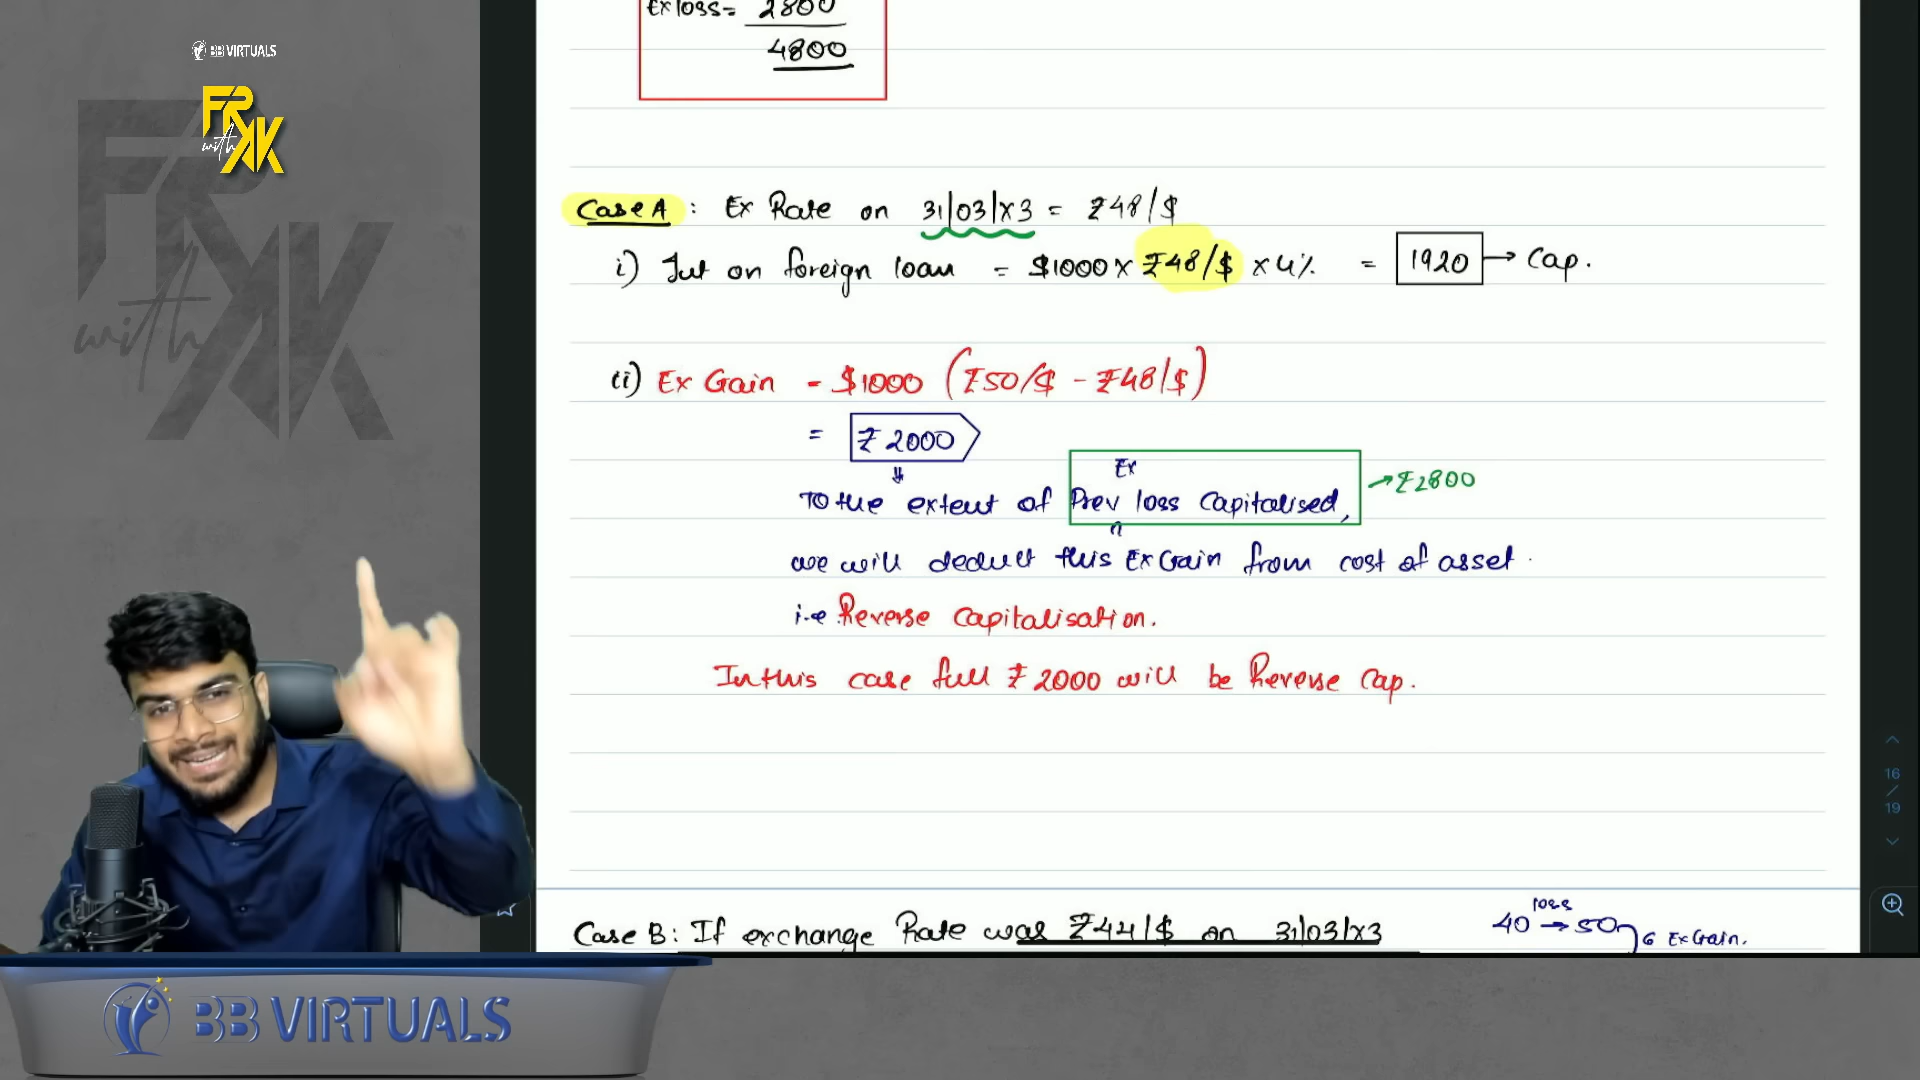 BB VIRTUALS
FR
with
AK
FR
with
AK
Ex loss = 2800
4800
Case A : Ex Rate on 31/03/x3 = ₹48/$
i) Int on foreign loan = $1000 x ₹48/$ x 4% = 1920 → Cap.
ii) Ex Gain = $1000 (₹50/$ - ₹48/$)
= ₹2000
Ex
To the extent of Prev loss Capitalised, → ₹2800
we will deduct this Ex Gain from cost of asset.
i.e Reverse Capitalisation.
In this case full ₹2000 will be Reverse Cap.
loss
Case B: If exchange Rate was ₹44/$ on 31/03/x3 40 → 50
6 Ex Gain.
16
/
19
BB VIRTUALS